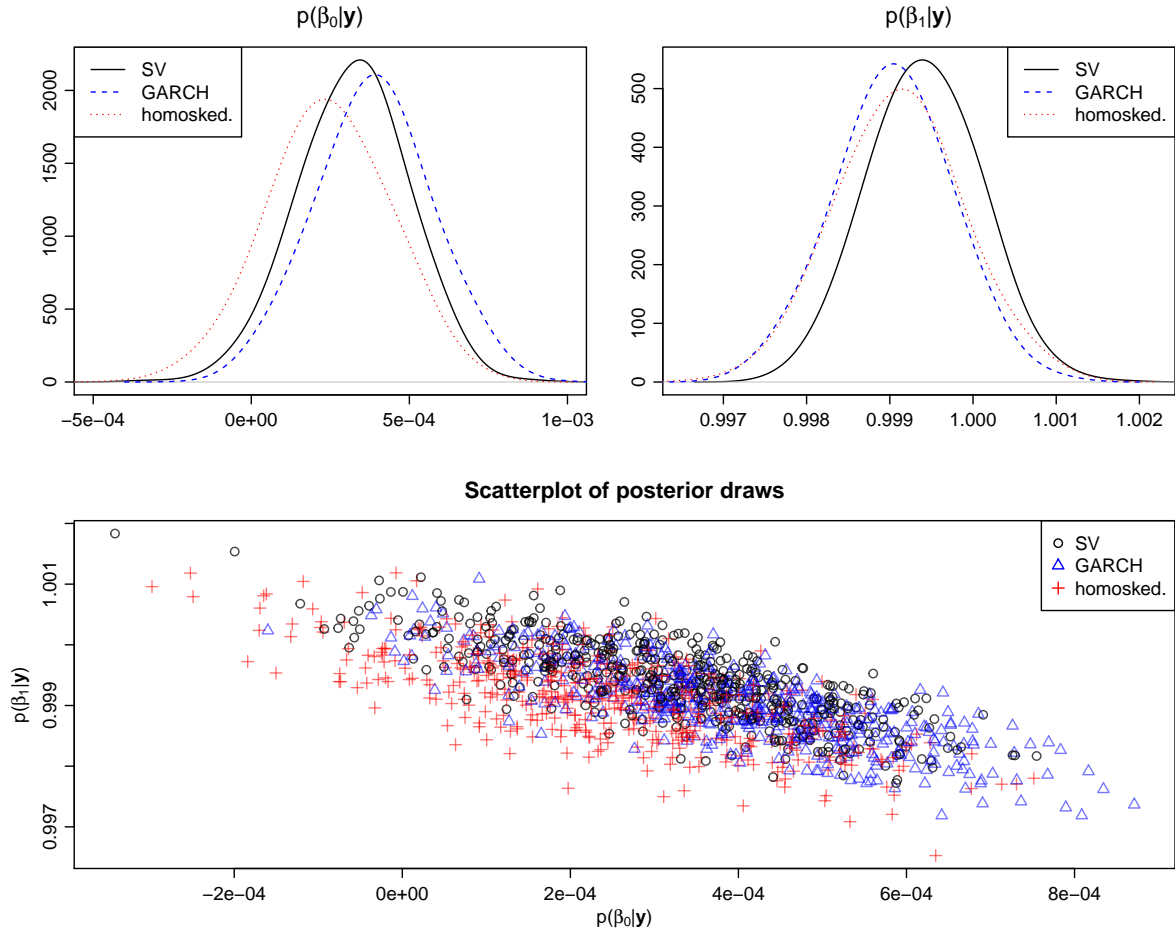 p(β₀|y)
SV
GARCH
homosked.
2000
1500
1000
500
0
−5e−04 0e+00 5e−04 1e−03
p(β₁|y)
SV
GARCH
homosked.
500
400
300
200
100
0
0.997 0.998 0.999 1.000 1.001 1.002
Scatterplot of posterior draws
SV
GARCH
homosked.
p(β₁|y)
1.001
0.999
0.997
−2e−04 0e+00 2e−04 4e−04 6e−04 8e−04
p(β₀|y)